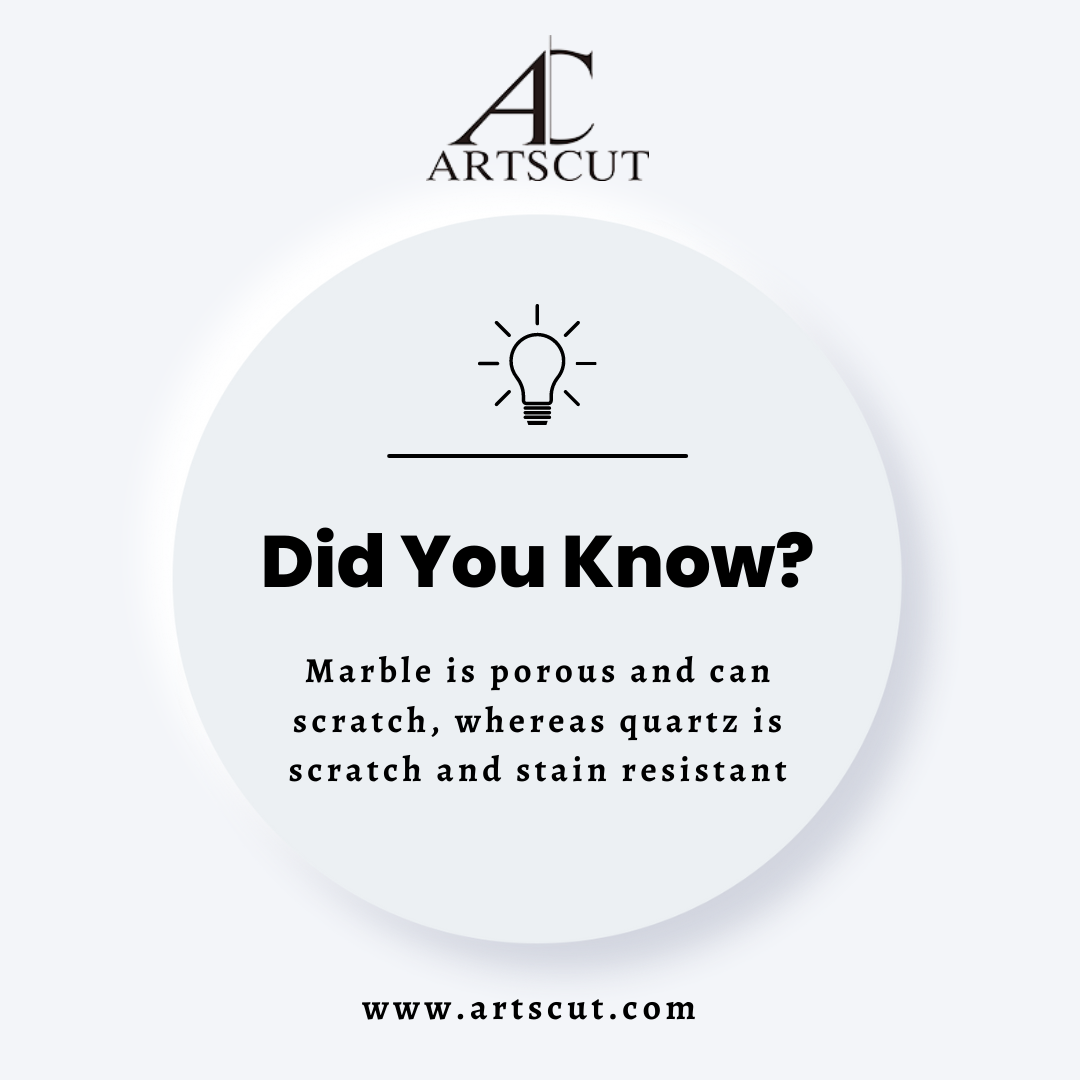 AC
ARTSCUT
Did You Know?
Marble is porous and can
scratch, whereas quartz is
scratch and stain resistant
www.artscut.com